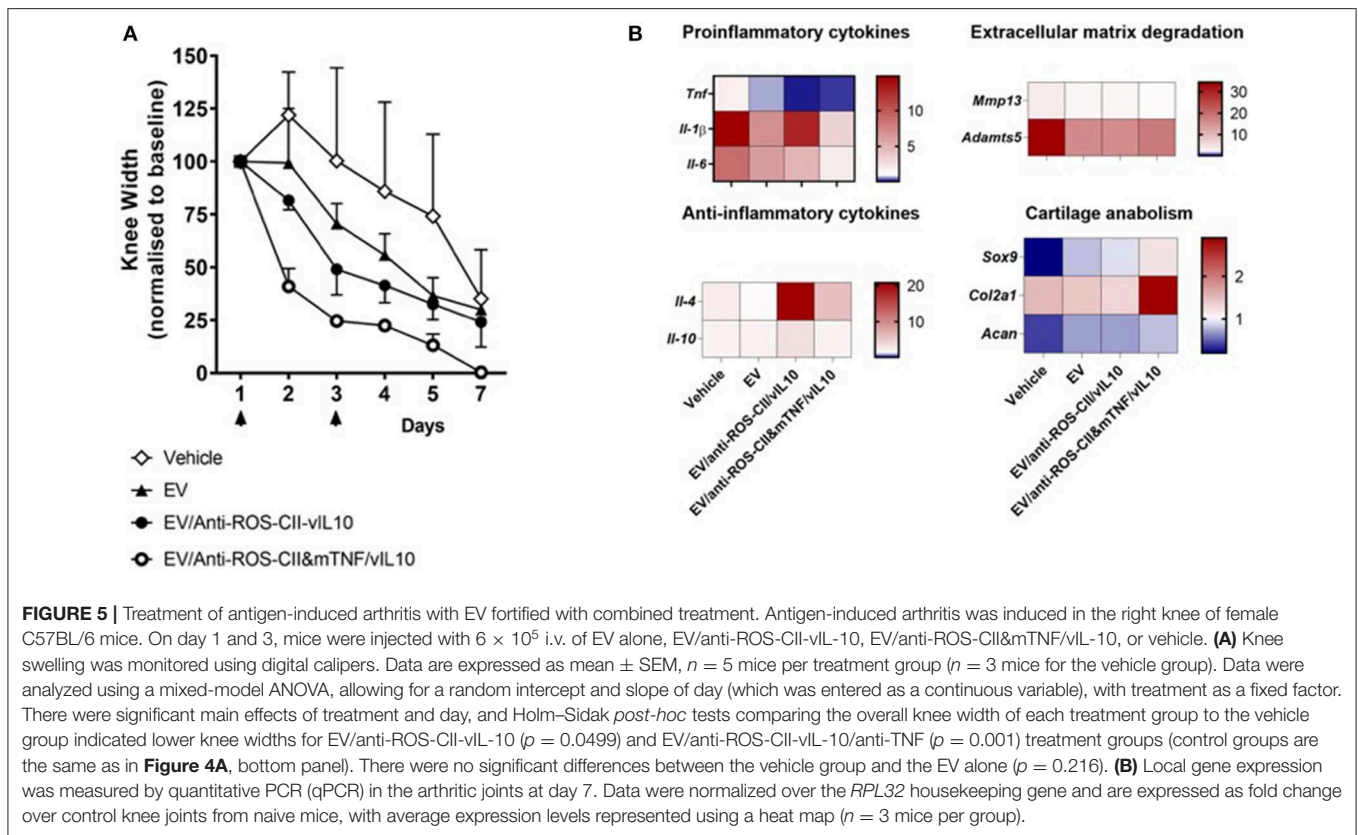 A
150
125
100
75
50
25
0
Knee Width
(normalised to baseline)
1 2 3 4 5 7
Days
Vehicle
EV
EV/Anti-ROS-CII-vIL10
EV/Anti-ROS-CII&mTNF/vIL10
B
Proinflammatory cytokines
Tnf
Il-1β
Il-6
10
5
Extracellular matrix degradation
Mmp13
Adamts5
30
20
10
Anti-inflammatory cytokines
Il-4
Il-10
20
10
Vehicle
EV
EV/anti-ROS-CII/vIL10
EV/anti-ROS-CII&mTNF/vIL10
Cartilage anabolism
Sox9
Col2a1
Acan
2
1
Vehicle
EV
EV/anti-ROS-CII/vIL10
EV/anti-ROS-CII&mTNF/vIL10
FIGURE 5 | Treatment of antigen-induced arthritis with EV fortified with combined treatment. Antigen-induced arthritis was induced in the right knee of female
C57BL/6 mice. On day 1 and 3, mice were injected with 6 × 10⁵ i.v. of EV alone, EV/anti-ROS-CII-vIL-10, EV/anti-ROS-CII&mTNF/vIL-10, or vehicle. (A) Knee
swelling was monitored using digital calipers. Data are expressed as mean ± SEM, n = 5 mice per treatment group (n = 3 mice for the vehicle group). Data were
analyzed using a mixed-model ANOVA, allowing for a random intercept and slope of day (which was entered as a continuous variable), with treatment as a fixed factor.
There were significant main effects of treatment and day, and Holm–Sidak post-hoc tests comparing the overall knee width of each treatment group to the vehicle
group indicated lower knee widths for EV/anti-ROS-CII-vIL-10 (p = 0.0499) and EV/anti-ROS-CII-vIL-10/anti-TNF (p = 0.001) treatment groups (control groups are
the same as in Figure 4A, bottom panel). There were no significant differences between the vehicle group and the EV alone (p = 0.216). (B) Local gene expression
was measured by quantitative PCR (qPCR) in the arthritic joints at day 7. Data were normalized over the RPL32 housekeeping gene and are expressed as fold change
over control knee joints from naive mice, with average expression levels represented using a heat map (n = 3 mice per group).